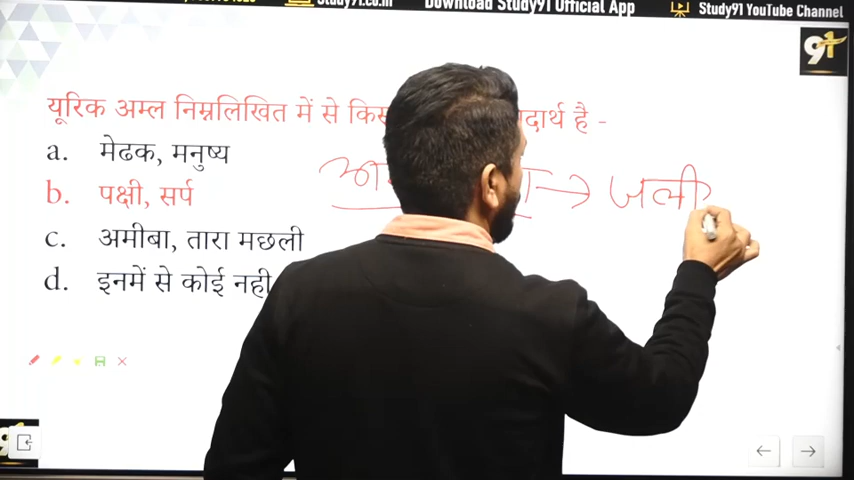 Study91.co.in
Download Study91 Official App
Study91 YouTube Channel
91
यूरिक अम्ल निम्नलिखित में से पदार्थ है -
a. मेढक, मनुष्य
b. पक्षी, सर्प
c. अमीबा, तारा मछली
d. इनमें से कोई नही
→ जली